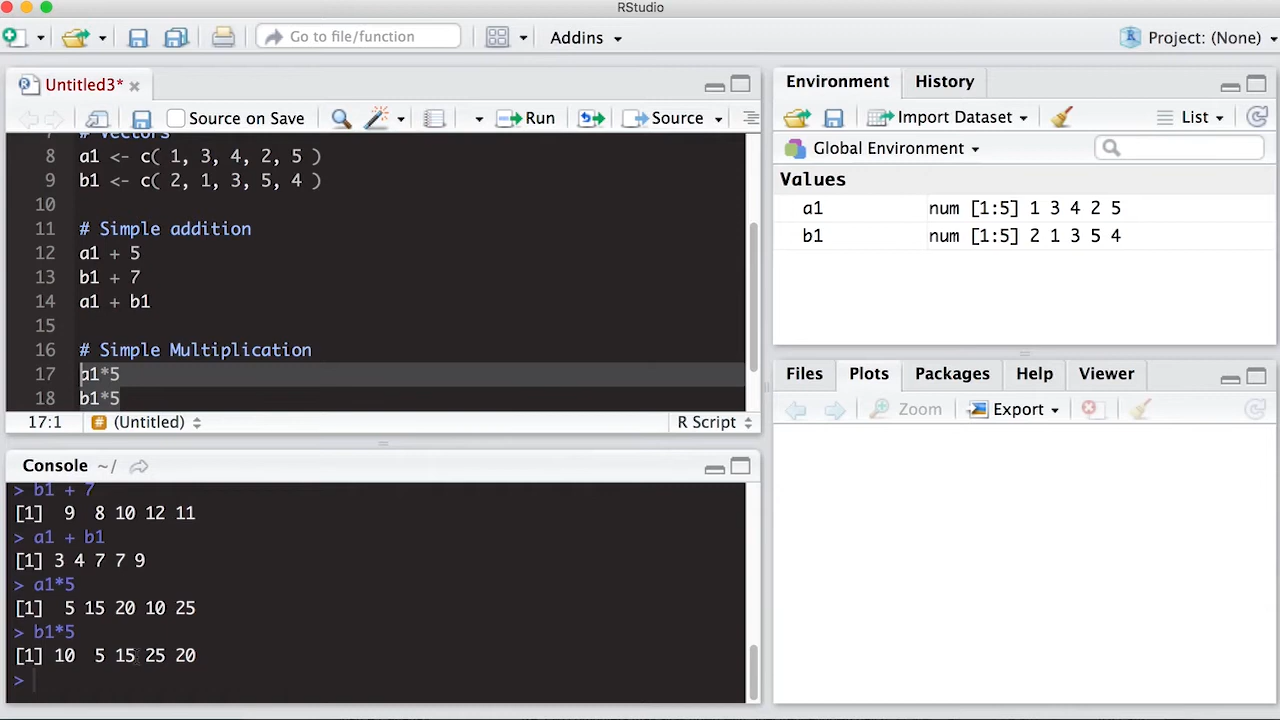 RStudio
Go to file/function
Addins
Project: (None)
Untitled3*
Source on Save
Run
Source
7 # Vectors
8 a1 <- c( 1, 3, 4, 2, 5 )
9 b1 <- c( 2, 1, 3, 5, 4 )
10
11 # Simple addition
12 a1 + 5
13 b1 + 7
14 a1 + b1
15
16 # Simple Multiplication
17 a1*5
18 b1*5
17:1 # (Untitled) R Script
Console ~/
> b1 + 7
[1]  9  8 10 12 11
> a1 + b1
[1] 3 4 7 7 9
> a1*5
[1]  5 15 20 10 25
> b1*5
[1] 10  5 15 25 20
>
Environment History
Import Dataset List
Global Environment
Values
a1 num [1:5] 1 3 4 2 5
b1 num [1:5] 2 1 3 5 4
Files Plots Packages Help Viewer
Zoom Export